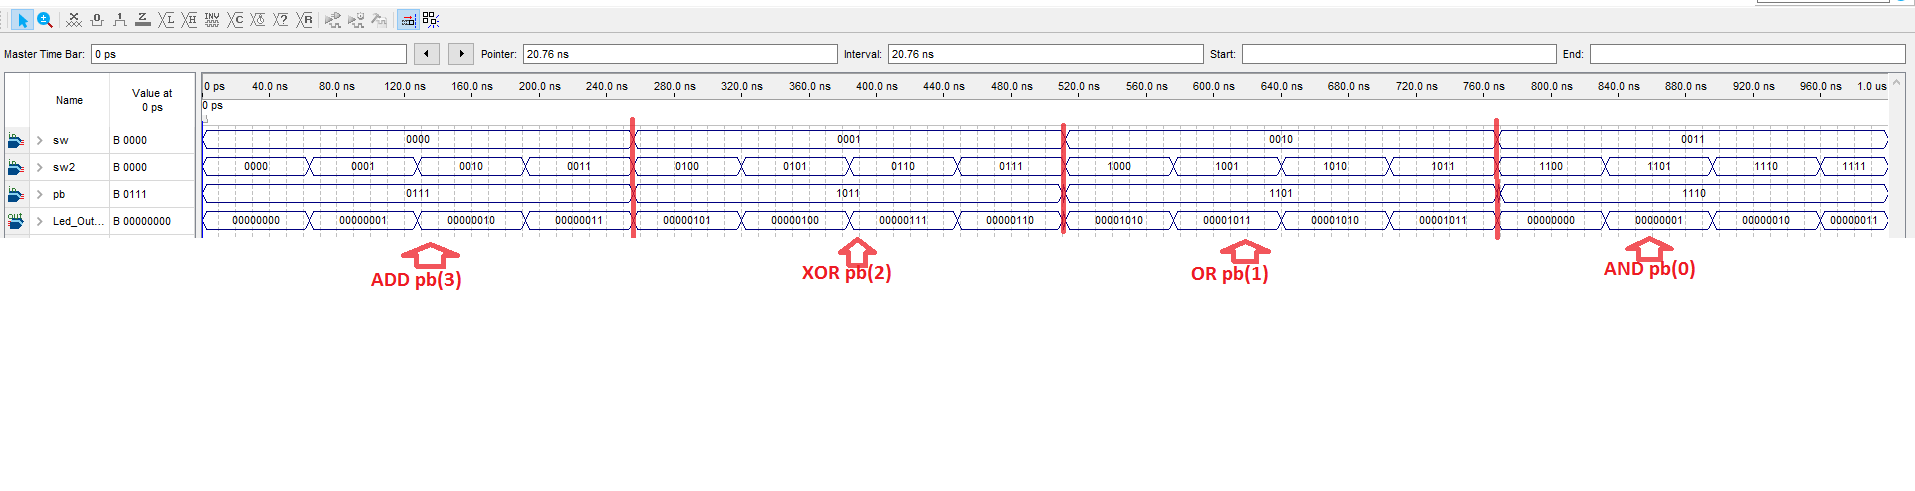 Master Time Bar: 0 ps Pointer: 20.76 ns Interval: 20.76 ns Start: End:
Name Value at 0 ps 0 ps 40.0 ns 80.0 ns 120.0 ns 160.0 ns 200.0 ns 240.0 ns 280.0 ns 320.0 ns 360.0 ns 400.0 ns 440.0 ns 480.0 ns 520.0 ns 560.0 ns 600.0 ns 640.0 ns 680.0 ns 720.0 ns 760.0 ns 800.0 ns 840.0 ns 880.0 ns 920.0 ns 960.0 ns 1.0 us
0 ps
sw B 0000 0000 0001 0010 0011
sw2 B 0000 0000 0001 0010 0011 0100 0101 0110 0111 1000 1001 1010 1011 1100 1101 1110 1111
pb B 0111 0111 1011 1101 1110
Led_Out... B 00000000 00000000 00000001 00000010 00000011 00000101 00000100 00000111 00000110 00001010 00001011 00001010 00001011 00000000 00000001 00000010 00000011
ADD pb(3) XOR pb(2) OR pb(1) AND pb(0)